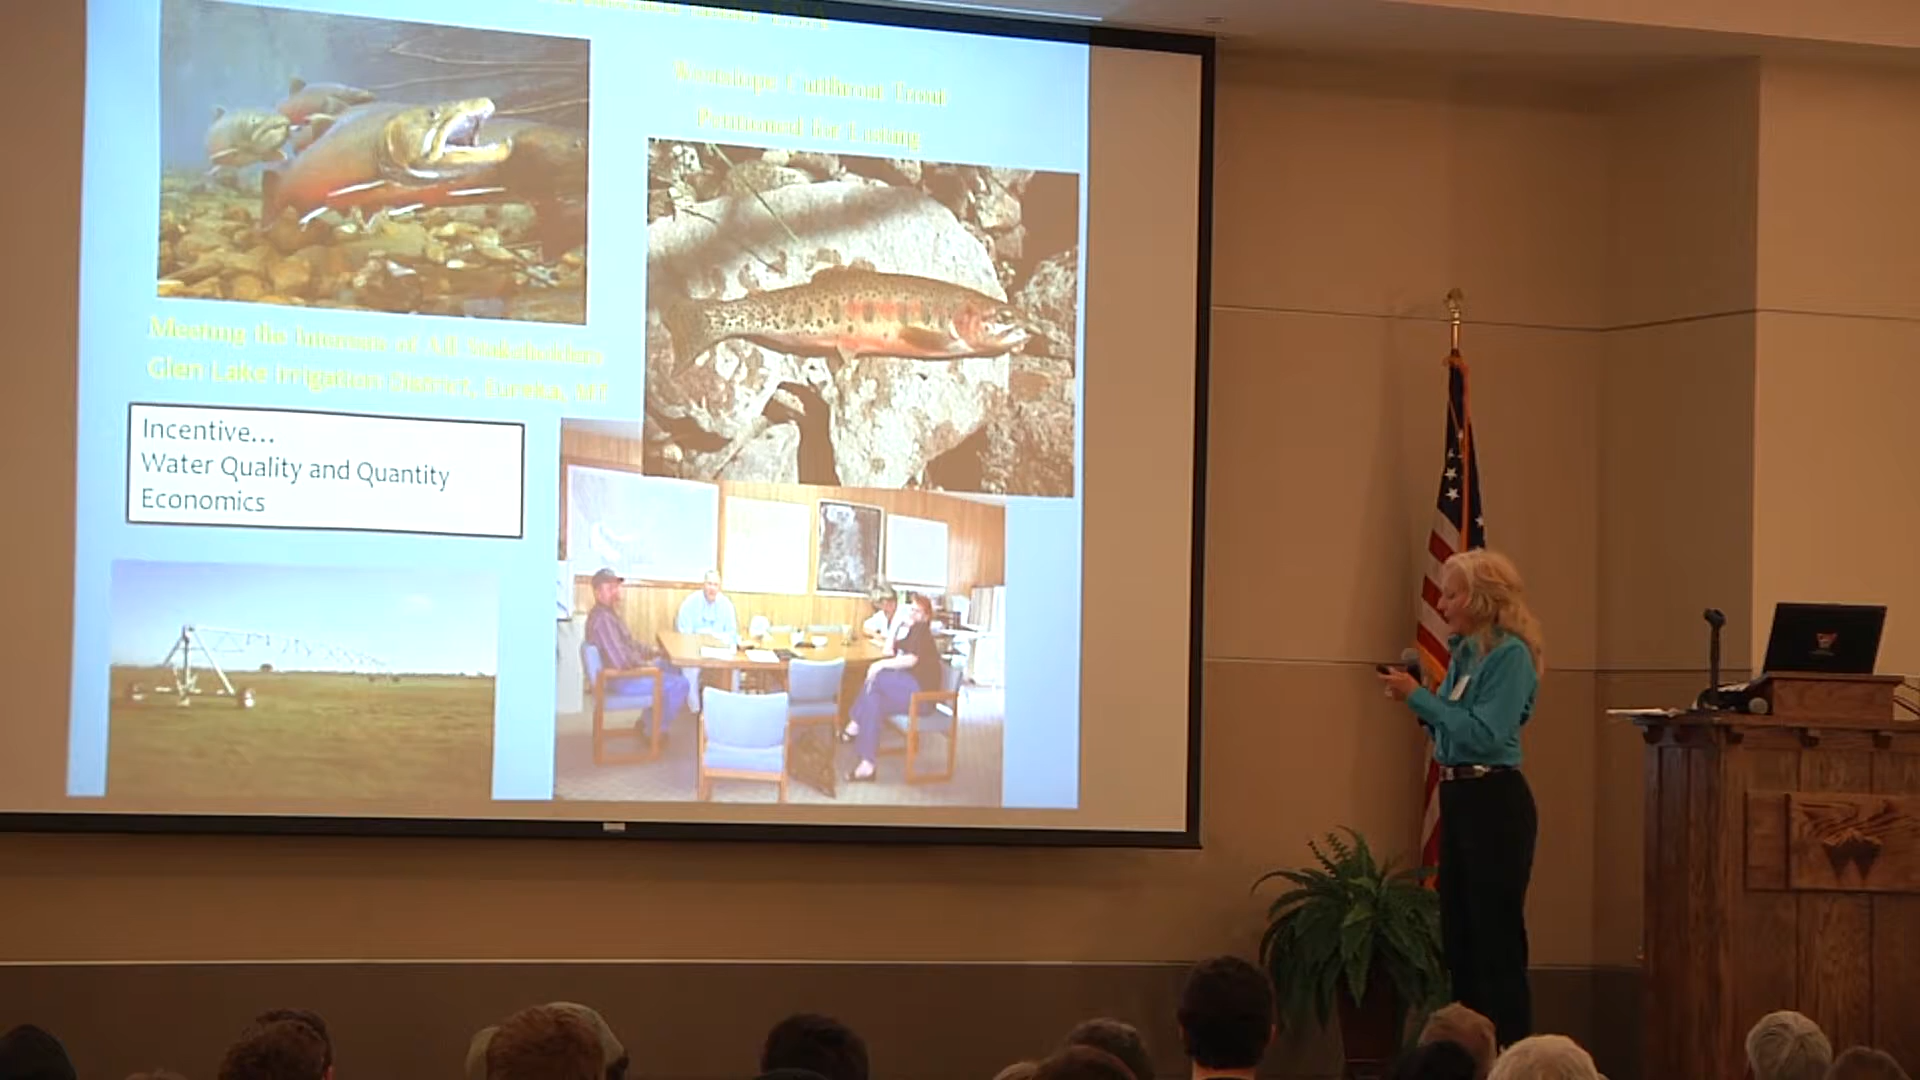 Westslope Cutthroat Trout
Petitioned for Listing
Meeting the Interests of All Stakeholders
Glen Lake Irrigation District, Eureka, MT
Incentive...
Water Quality and Quantity
Economics